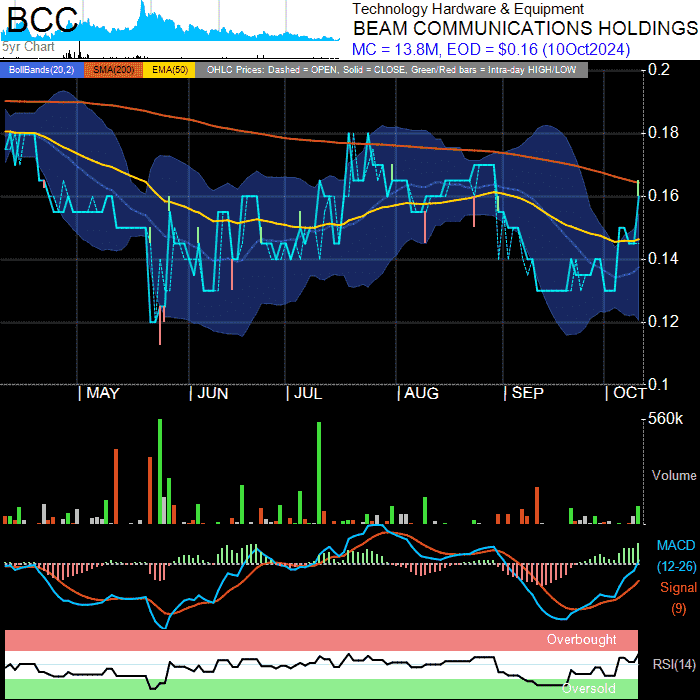 BCC
5yr Chart
Technology Hardware & Equipment
BEAM COMMUNICATIONS HOLDINGS
MC = 13.8M, EOD = $0.16 (10Oct2024)
BollBands(20,2) SMA(200) EMA(50) OHLC Prices: Dashed = OPEN, Solid = CLOSE, Green/Red bars = Intra-day HIGH/LOW
0.2
0.18
0.16
0.14
0.12
0.1
| MAY | JUN | JUL | AUG | SEP | OCT
560k
Volume
MACD
(12-26)
Signal
(9)
Overbought
RSI(14)
Oversold